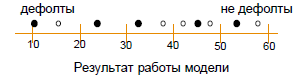 дефолты не дефолты
10 20 30 40 50 60
Результат работы модели